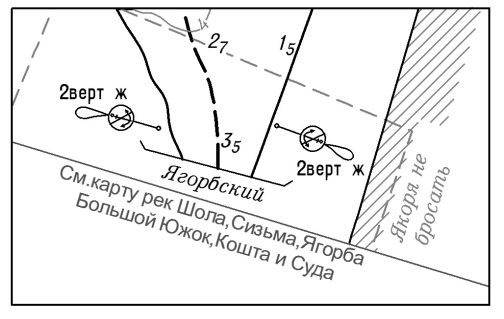 4
2₇
1₅
2верт ж
3₅
2верт ж
Ягорбский
Якоря не
бросать
См.карту рек Шола,Сизьма,Ягорба
Большой Южок,Кошта и Суда